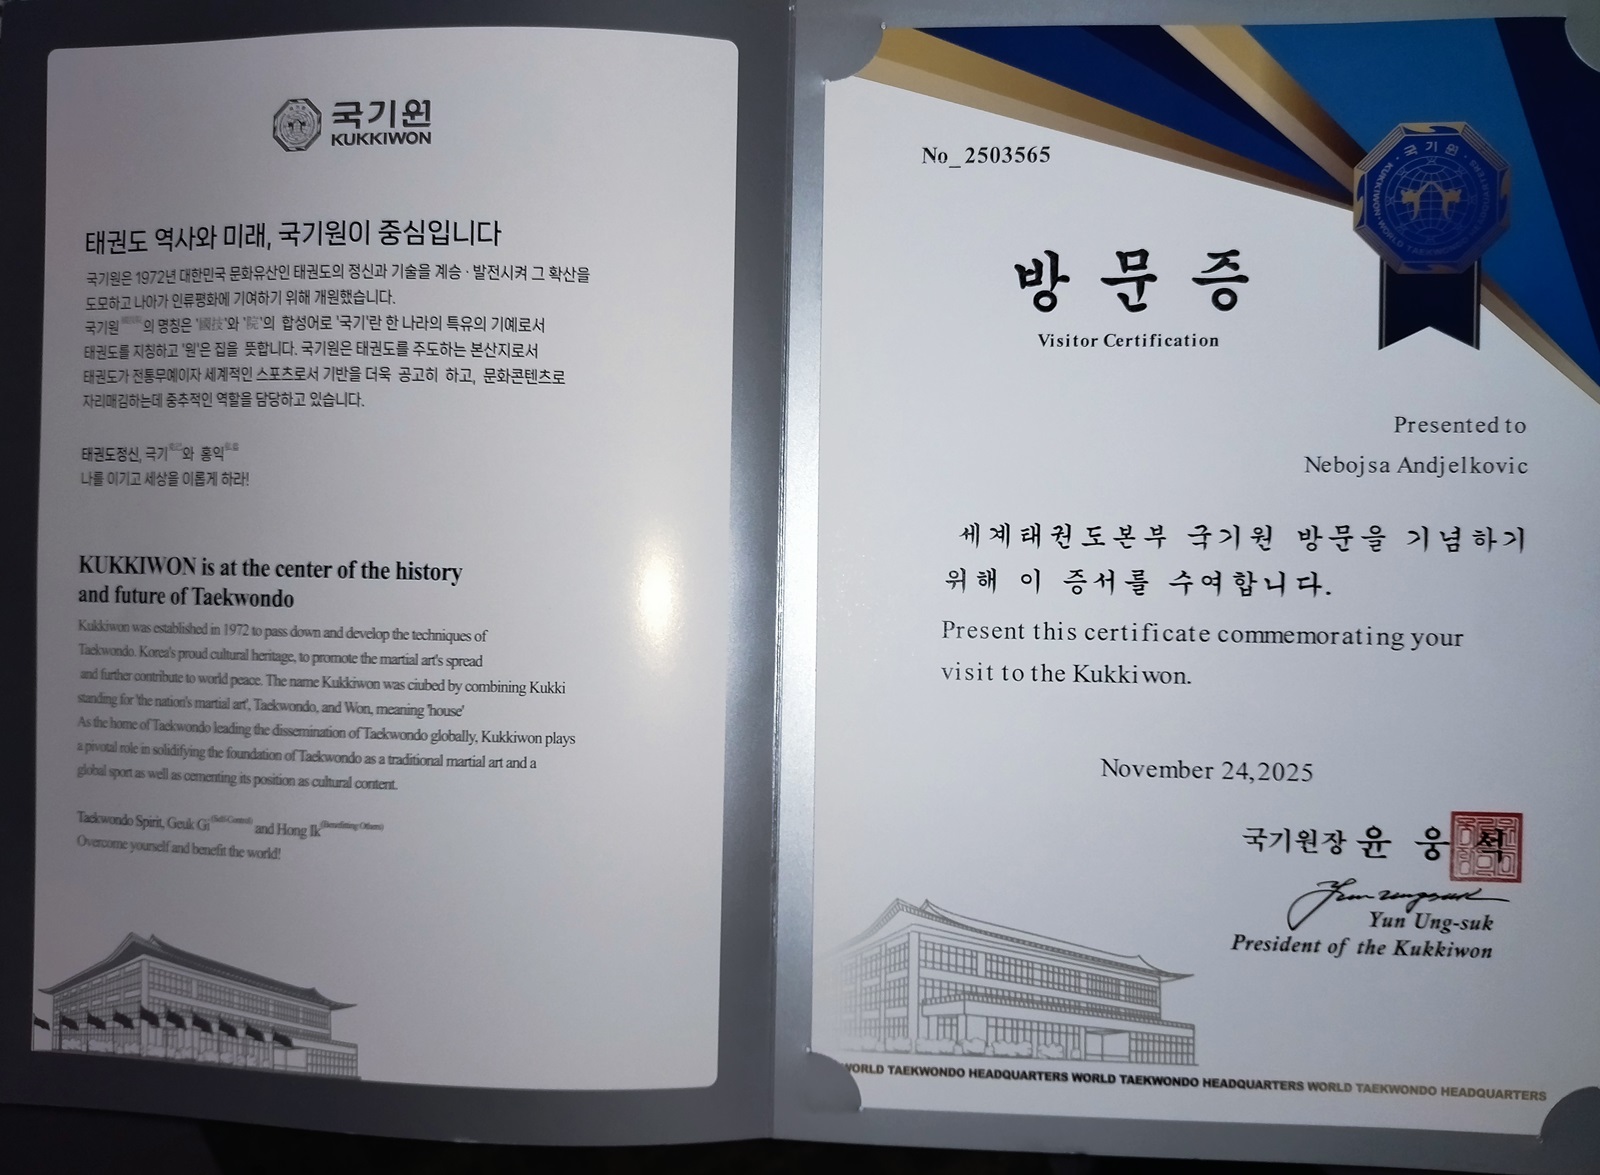 국기원
KUKKIWON
태권도 역사와 미래, 국기원이 중심입니다
국기원은 1972년 대한민국 문화유산인 태권도의 정신과 기술을 계승 · 발전시켜 그 확산을
도모하고 나아가 인류평화에 기여하기 위해 개원했습니다.
국기원의 명칭은 '國技'와 '院'의 합성어로 '국기'란 한 나라의 특유의 기예로서
태권도를 지칭하고 '원'은 집을 뜻합니다. 국기원은 태권도를 주도하는 본산지로서
태권도가 전통무예이자 세계적인 스포츠로서 기반을 더욱 공고히 하고, 문화콘텐츠로
자리매김하는데 중추적인 역할을 담당하고 있습니다.
태권도정신, 극기와 홍익
나를 이기고 세상을 이롭게 하라!
KUKKIWON is at the center of the history
and future of Taekwondo
Kukkiwon was established in 1972 to pass down and develop the techniques of
Taekwondo. Korea's proud cultural heritage, to promote the martial art's spread
and further contribute to world peace. The name Kukkiwon was ciubed by combining Kukki
standing for 'the nation's martial art', Taekwondo, and Won, meaning 'house'
As the home of Taekwondo leading the dissemination of Taekwondo globally, Kukkiwon plays
a pivotal role in solidifying the foundation of Taekwondo as a traditional martial art and a
global sport as well as cementing its position as cultural content.
Taekwondo Spirit, Geuk Gi(Self-Control) and Hong Ik(Benefitting Others)
Overcome yourself and benefit the world!
No_2503565
· 국기원 ·
KUKKIWON · WORLD TAEKWONDO HEADQUARTERS
방문증
Visitor Certification
Presented to
Nebojsa Andjelkovic
세계태권도본부 국기원 방문을 기념하기
위해 이 증서를 수여합니다.
Present this certificate commemorating your
visit to the Kukkiwon.
November 24,2025
국기원장 윤 웅 석
Yun Ung-suk
President of the Kukkiwon
WORLD TAEKWONDO HEADQUARTERS WORLD TAEKWONDO HEADQUARTERS WORLD TAEKWONDO HEADQUARTERS